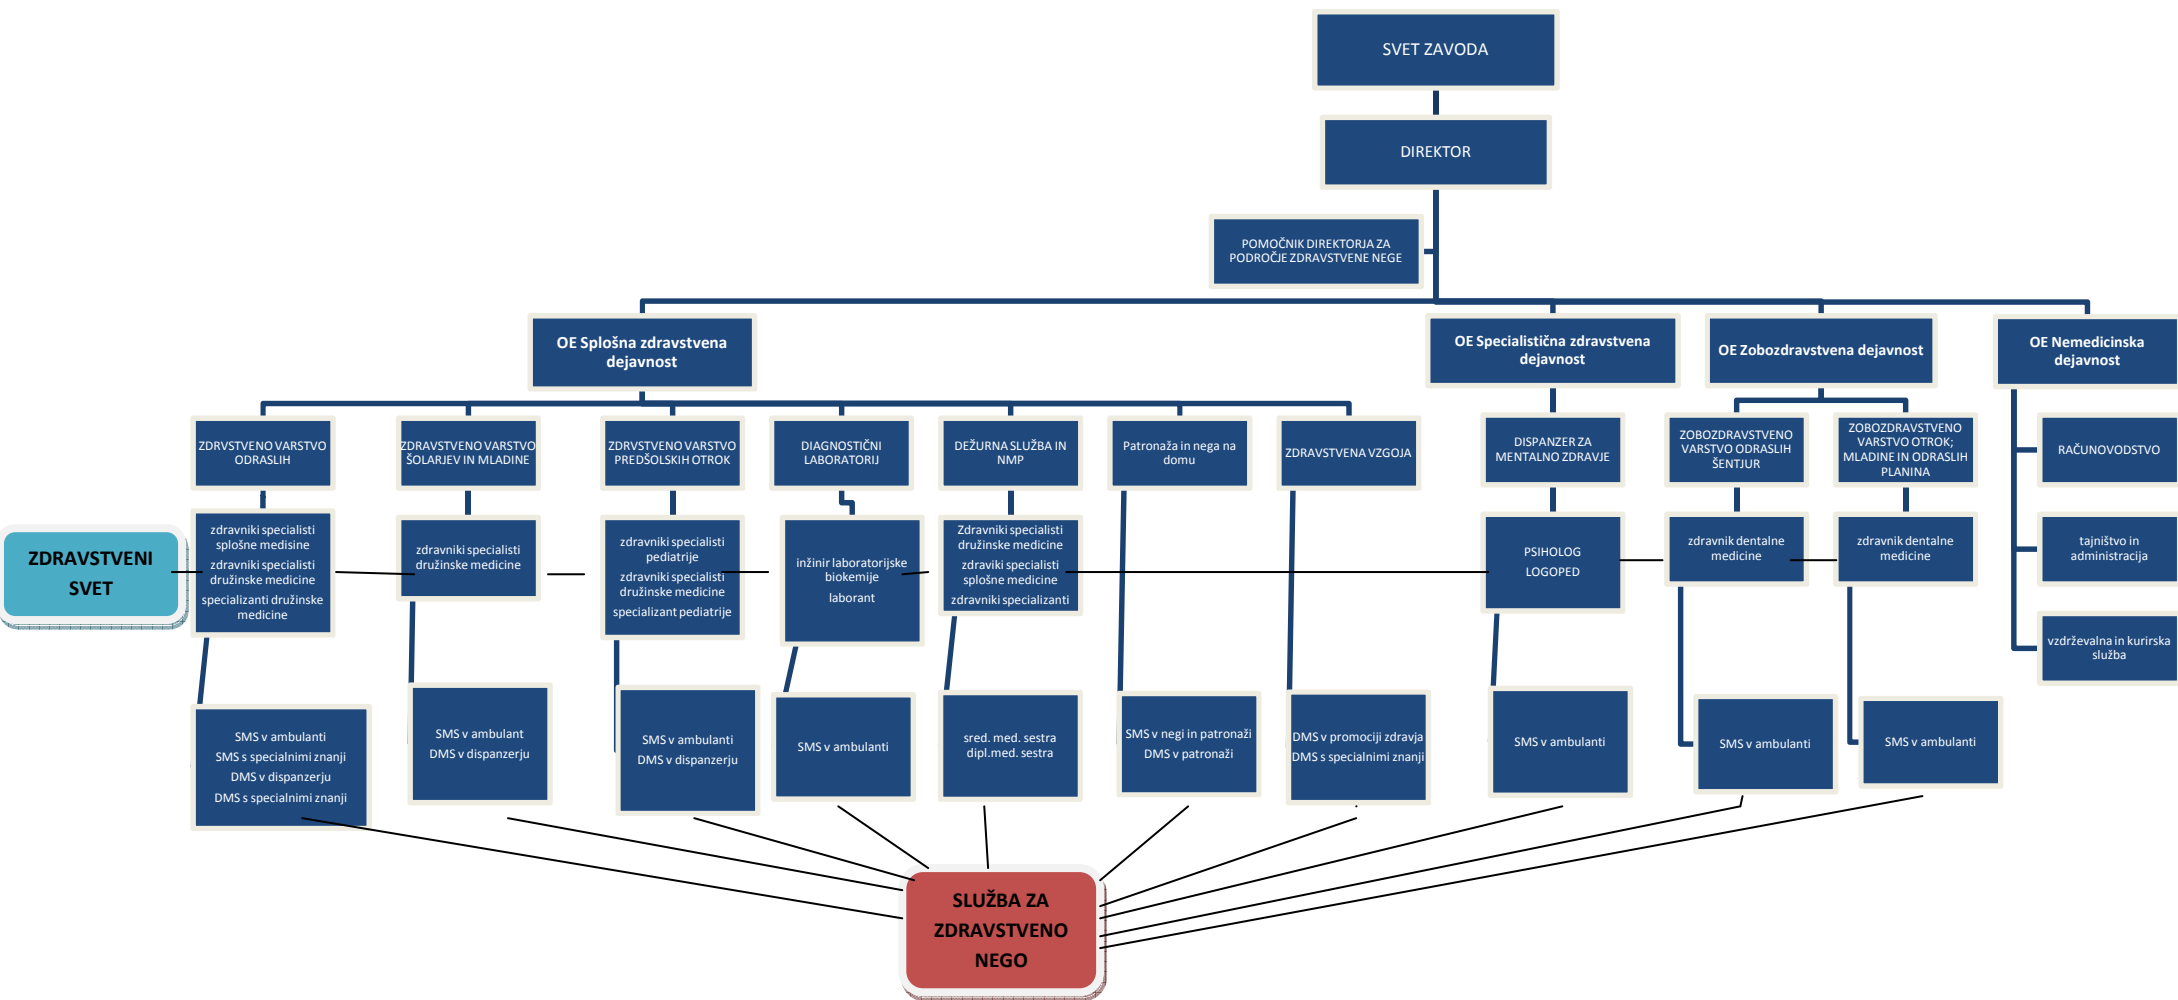 SVET ZAVODA
DIREKTOR
POMOČNIK DIREKTORJA ZA
PODROČJE ZDRAVSTVENE NEGE
OE Splošna zdravstvena
dejavnost
OE Specialistična zdravstvena
dejavnost
OE Zobozdravstvena dejavnost
OE Nemedicinska
dejavnost
ZDRVSTVENO VARSTVO
ODRASLIH
ZDRAVSTVENO VARSTVO
ŠOLARJEV IN MLADINE
ZDRVSTVENO VARSTVO
PREDŠOLSKIH OTROK
DIAGNOSTIČNI
LABORATORIJ
DEŽURNA SLUŽBA IN
NMP
Patronaža in nega na
domu
ZDRAVSTVENA VZGOJA
DISPANZER ZA
MENTALNO ZDRAVJE
ZOBOZDRAVSTVENO
VARSTVO ODRASLIH
ŠENTJUR
ZOBOZDRAVSTVENO
VARSTVO OTROK;
MLADINE IN ODRASLIH
PLANINA
RAČUNOVODSTVO
ZDRAVSTVENI
SVET
zdravniki specialisti
splošne medisine
zdravniki specialisti
družinske medicine
specializanti družinske
medicine
zdravniki specialisti
družinske medicine
zdravniki specialisti
pediatrije
zdravniki specialisti
družinske medicine
specializant pediatrije
inžinir laboratorijske
biokemije
laborant
Zdravniki specialisti
družinske medicine
zdraviki specialisti
splošne medicine
zdravniki specializanti
PSIHOLOG
LOGOPED
zdravnik dentalne
medicine
zdravnik dentalne
medicine
tajništvo in
administracija
vzdrževalna in kurirska
služba
SMS v ambulanti
SMS s specialnimi znanji
DMS v dispanzerju
DMS s specialnimi znanji
SMS v ambulant
DMS v dispanzerju
SMS v ambulanti
DMS v dispanzerju
SMS v ambulanti
sred. med. sestra
dipl.med. sestra
SMS v negi in patronaži
DMS v patronaži
DMS v promociji zdravja
DMS s specialnimi znanji
SMS v ambulanti
SMS v ambulanti
SMS v ambulanti
SLUŽBA ZA
ZDRAVSTVENO
NEGO